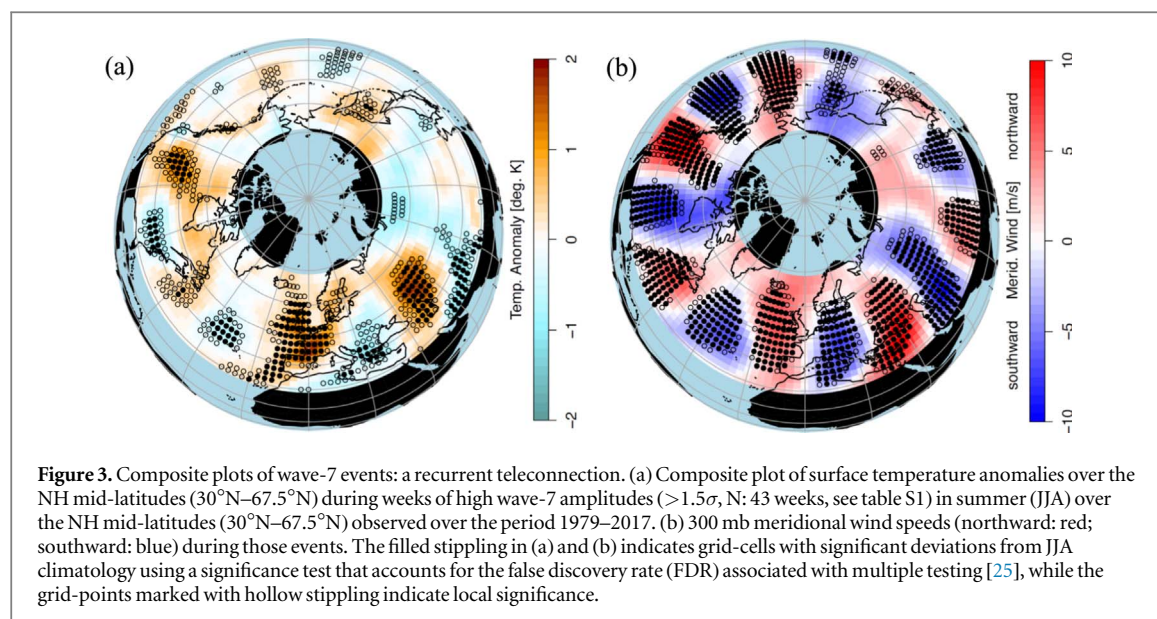 (a)
2
1
0
-1
-2
Temp. Anomaly [deg. K]
(b)
10
5
0
-5
-10
southward Merid. Wind [m/s] northward
Figure 3. Composite plots of wave-7 events: a recurrent teleconnection. (a) Composite plot of surface temperature anomalies over the
NH mid-latitudes (30°N–67.5°N) during weeks of high wave-7 amplitudes (>1.5σ, N: 43 weeks, see table S1) in summer (JJA) over
the NH mid-latitudes (30°N–67.5°N) observed over the period 1979–2017. (b) 300 mb meridional wind speeds (northward: red;
southward: blue) during those events. The filled stippling in (a) and (b) indicates grid-cells with significant deviations from JJA
climatology using a significance test that accounts for the false discovery rate (FDR) associated with multiple testing [25], while the
grid-points marked with hollow stippling indicate local significance.